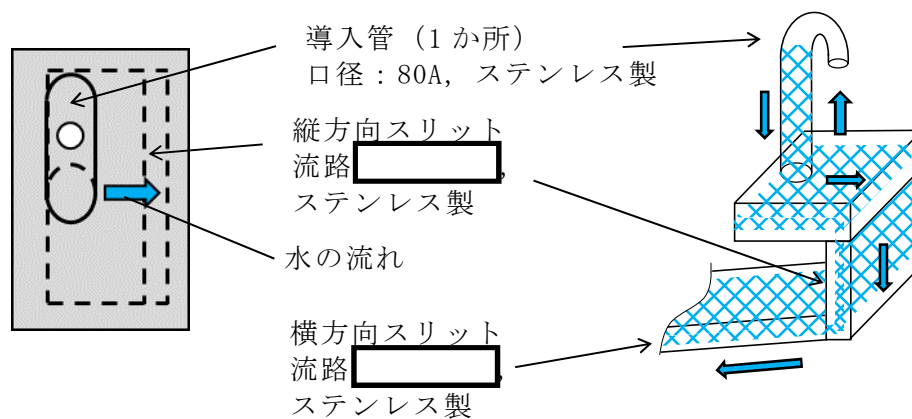 導入管（1か所）
口径：80A，ステンレス製
縦方向スリット
流路 ，
ステンレス製
水の流れ
横方向スリット
流路 ，
ステンレス製